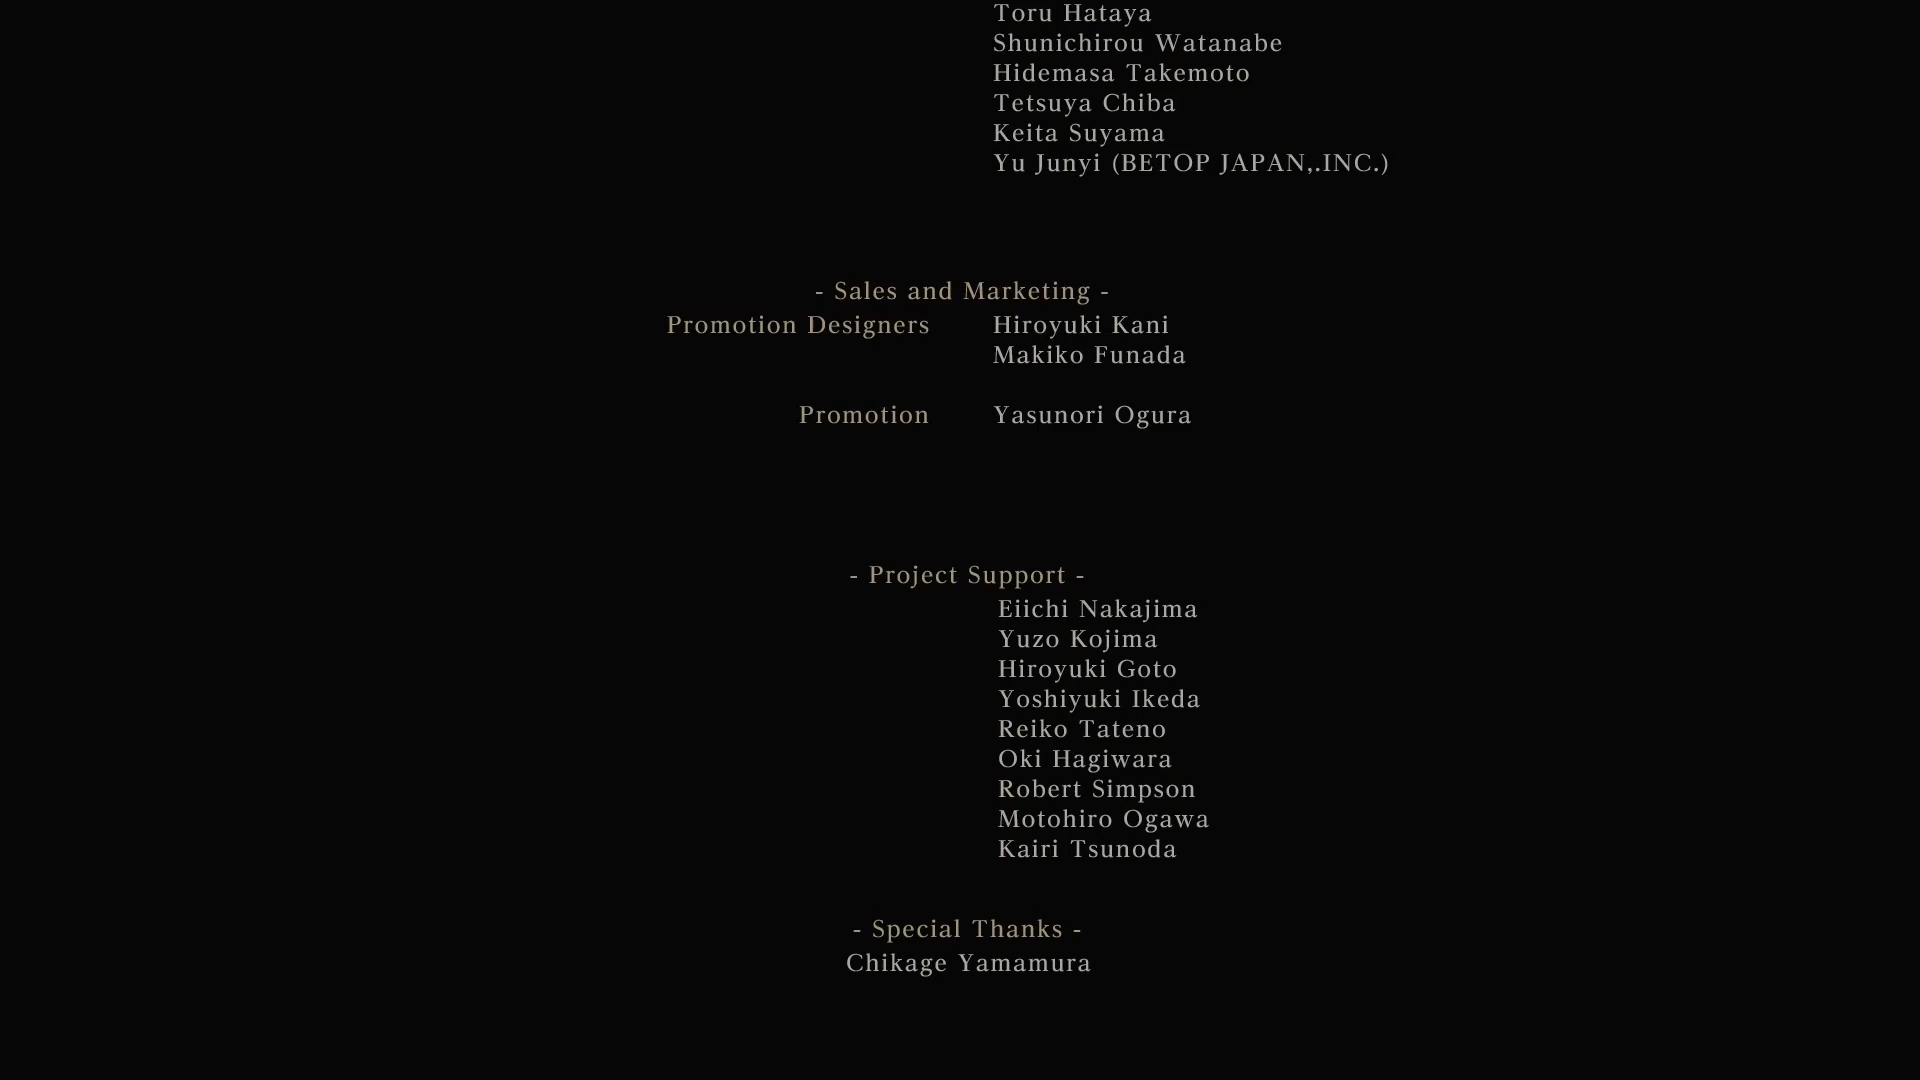 Toru Hataya
Shunichirou Watanabe
Hidemasa Takemoto
Tetsuya Chiba
Keita Suyama
Yu Junyi (BETOP JAPAN,.INC.)
- Sales and Marketing -
Promotion Designers Hiroyuki Kani
Makiko Funada
Promotion Yasunori Ogura
- Project Support -
Eiichi Nakajima
Yuzo Kojima
Hiroyuki Goto
Yoshiyuki Ikeda
Reiko Tateno
Oki Hagiwara
Robert Simpson
Motohiro Ogawa
Kairi Tsunoda
- Special Thanks -
Chikage Yamamura